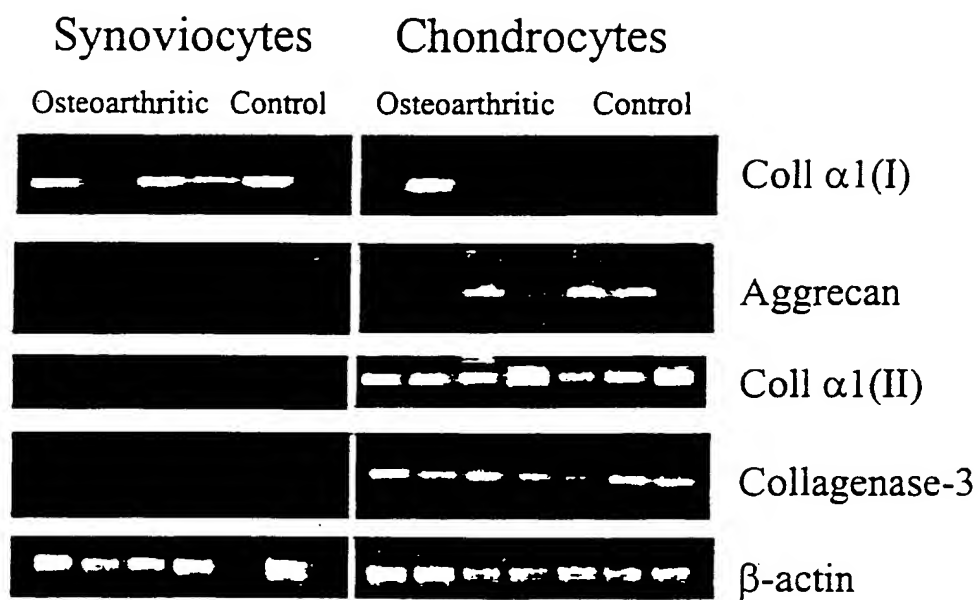 Synoviocytes Chondrocytes
Osteoarthritic Control Osteoarthritic Control
Coll α1(I)
Aggrecan
Coll α1(II)
Collagenase-3
β-actin